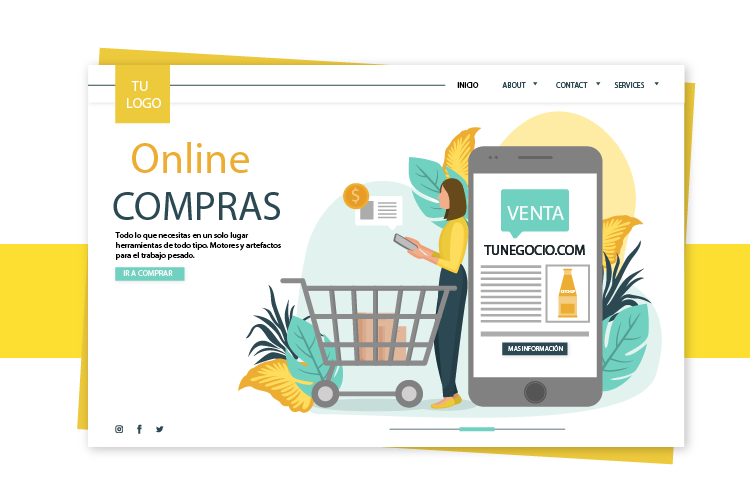 TU
LOGO
INICIO
ABOUT
CONTACT
SERVICES
Online
COMPRAS
Todo lo que necesitas en un solo lugar
herramientas de todo tipo. Motores y artefactos
para el trabajo pesado.
IR A COMPRAR
$
VENTA
TUNEGOCIO.COM
MAS INFORMACIÓN